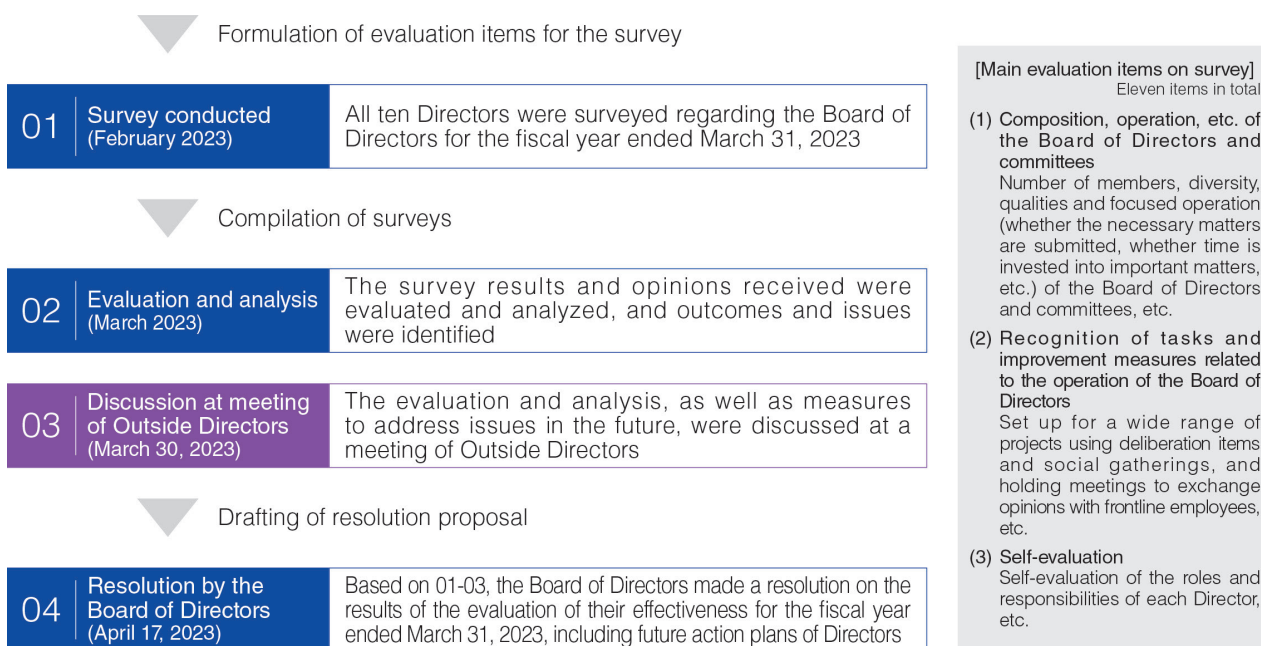 Formulation of evaluation items for the survey
01
Survey conducted
(February 2023)
All ten Directors were surveyed regarding the Board of
Directors for the fiscal year ended March 31, 2023
Compilation of surveys
02
Evaluation and analysis
(March 2023)
The survey results and opinions received were
evaluated and analyzed, and outcomes and issues
were identified
03
Discussion at meeting
of Outside Directors
(March 30, 2023)
The evaluation and analysis, as well as measures
to address issues in the future, were discussed at a
meeting of Outside Directors
Drafting of resolution proposal
04
Resolution by the
Board of Directors
(April 17, 2023)
Based on 01-03, the Board of Directors made a resolution on the
results of the evaluation of their effectiveness for the fiscal year
ended March 31, 2023, including future action plans of Directors
[Main evaluation items on survey]
Eleven items in total
(1) Composition, operation, etc. of
the Board of Directors and
committees
Number of members, diversity,
qualities and focused operation
(whether the necessary matters
are submitted, whether time is
invested into important matters,
etc.) of the Board of Directors
and committees, etc.
(2) Recognition of tasks and
improvement measures related
to the operation of the Board of
Directors
Set up for a wide range of
projects using deliberation items
and social gatherings, and
holding meetings to exchange
opinions with frontline employees,
etc.
(3) Self-evaluation
Self-evaluation of the roles and
responsibilities of each Director,
etc.